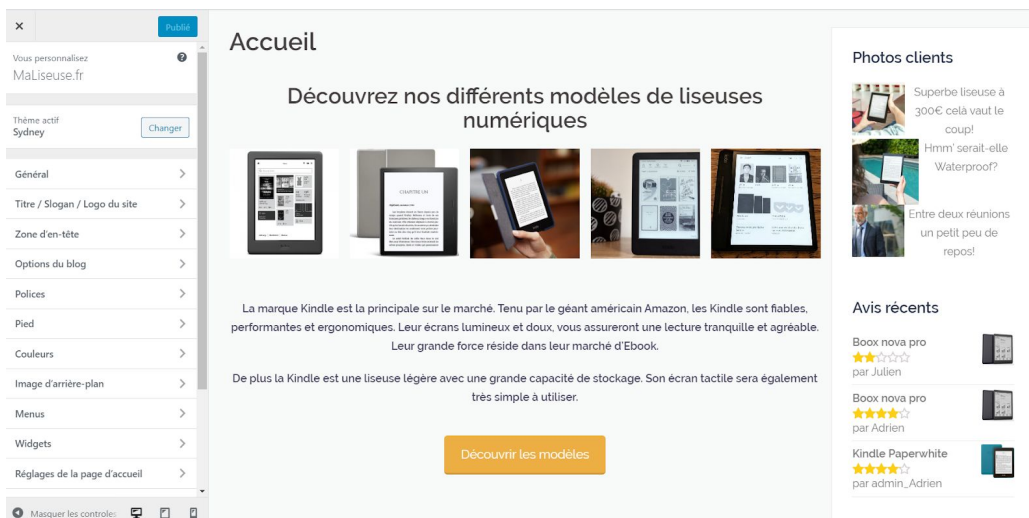 Publié
Vous personnalisez
MaLiseuse.fr
Thème actif
Sydney
Changer
Général
Titre / Slogan / Logo du site
Zone d'en-tête
Options du blog
Polices
Pied
Couleurs
Image d'arrière-plan
Menus
Widgets
Réglages de la page d'accueil
Masquer les controles
Accueil
Découvrez nos différents modèles de liseuses
numériques
CHAPITRE UN
La marque Kindle est la principale sur le marché. Tenu par le géant américain Amazon, les Kindle sont fiables,
performantes et ergonomiques. Leur écrans lumineux et doux, vous assureront une lecture tranquille et agréable.
Leur grande force réside dans leur marché d'Ebook.
De plus la Kindle est une liseuse légère avec une grande capacité de stockage. Son écran tactile sera également
très simple à utiliser.
Découvrir les modèles
Photos clients
Superbe liseuse à
300€ celà vaut le
coup!
Hmm' serait-elle
Waterproof?
Entre deux réunions
un petit peu de
repos!
Avis récents
Boox nova pro
par Julien
Boox nova pro
par Adrien
Kindle Paperwhite
par admin_Adrien